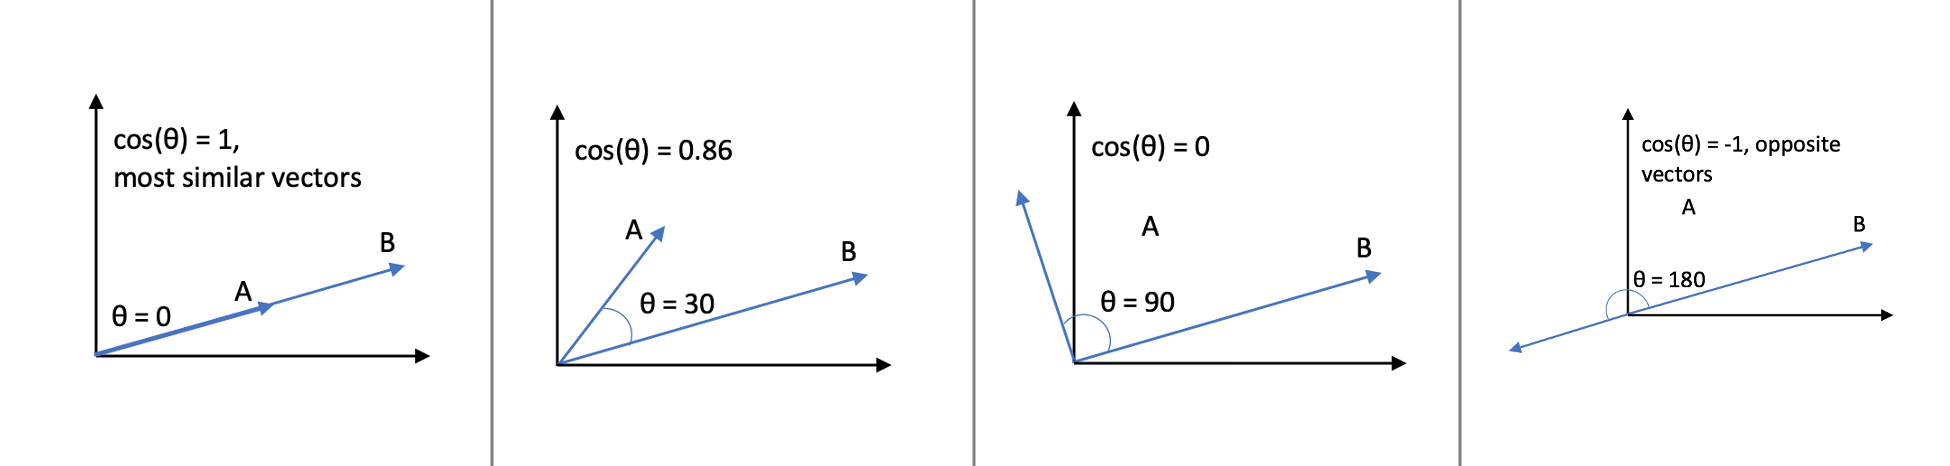 cos(θ) = 1,
most similar vectors
B
A
θ = 0
cos(θ) = 0.86
A
B
θ = 30
cos(θ) = 0
A
B
θ = 90
cos(θ) = -1, opposite
vectors
A
B
θ = 180